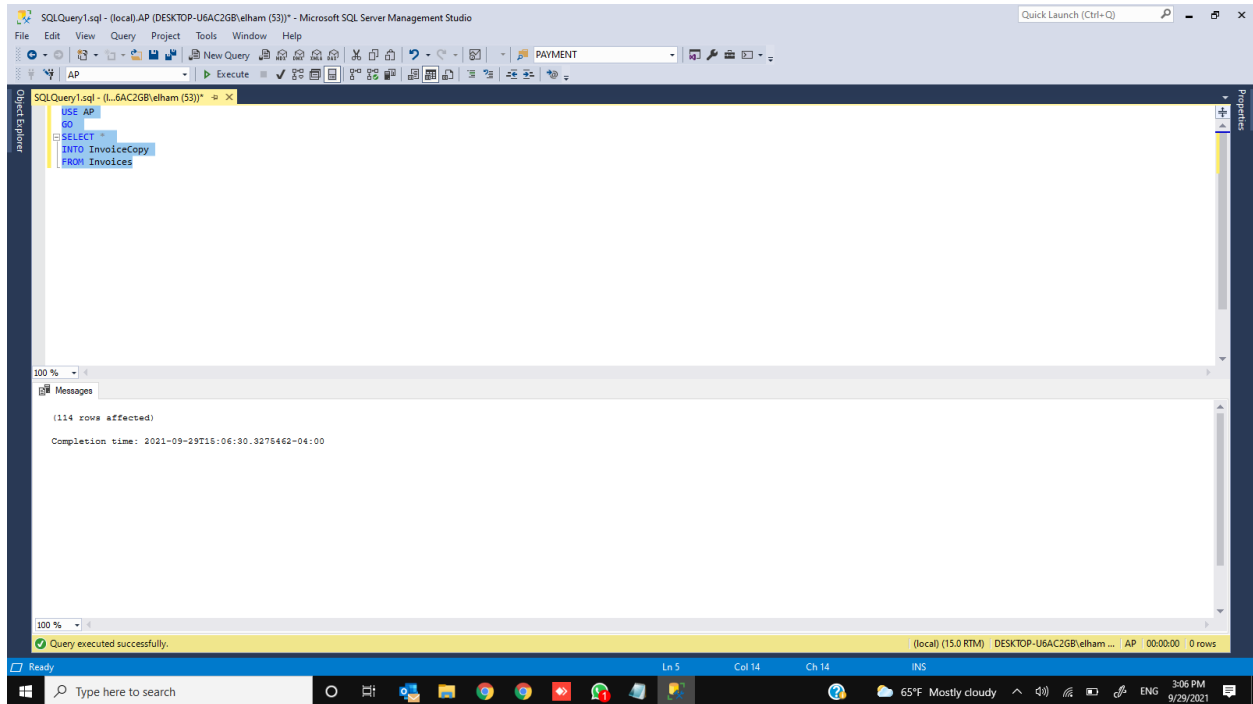 SQLQuery1.sql - (local).AP (DESKTOP-U6AC2GB\elham (53))* - Microsoft SQL Server Management Studio
Quick Launch (Ctrl+Q)
File Edit View Query Project Tools Window Help
New Query PAYMENT
AP Execute
SQLQuery1.sql - (l...6AC2GB\elham (53))*
Object Explorer
Properties
USE AP
GO
SELECT *
INTO InvoiceCopy
FROM Invoices
100 %
Messages
(114 rows affected)
Completion time: 2021-09-29T15:06:30.3275462-04:00
100 %
Query executed successfully. (local) (15.0 RTM) DESKTOP-U6AC2GB\elham ... AP 00:00:00 0 rows
Ready Ln 5 Col 14 Ch 14 INS
Type here to search 65°F Mostly cloudy ENG 3:06 PM
9/29/2021